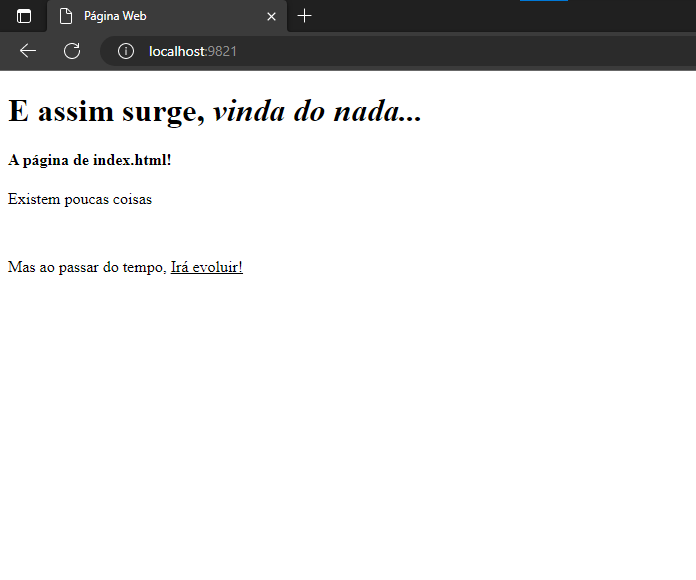 Página Web
localhost:9821
E assim surge, vinda do nada...
A página de index.html!
Existem poucas coisas
Mas ao passar do tempo, Irá evoluir!